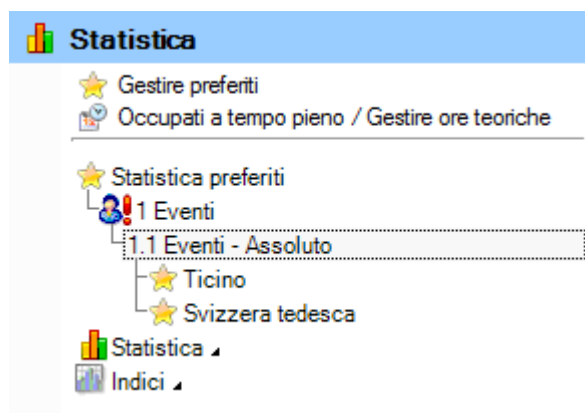 Statistica
Gestire preferiti
Occupati a tempo pieno / Gestire ore teoriche
Statistica preferiti
1 Eventi
1.1 Eventi - Assoluto
Ticino
Svizzera tedesca
Statistica
Indici